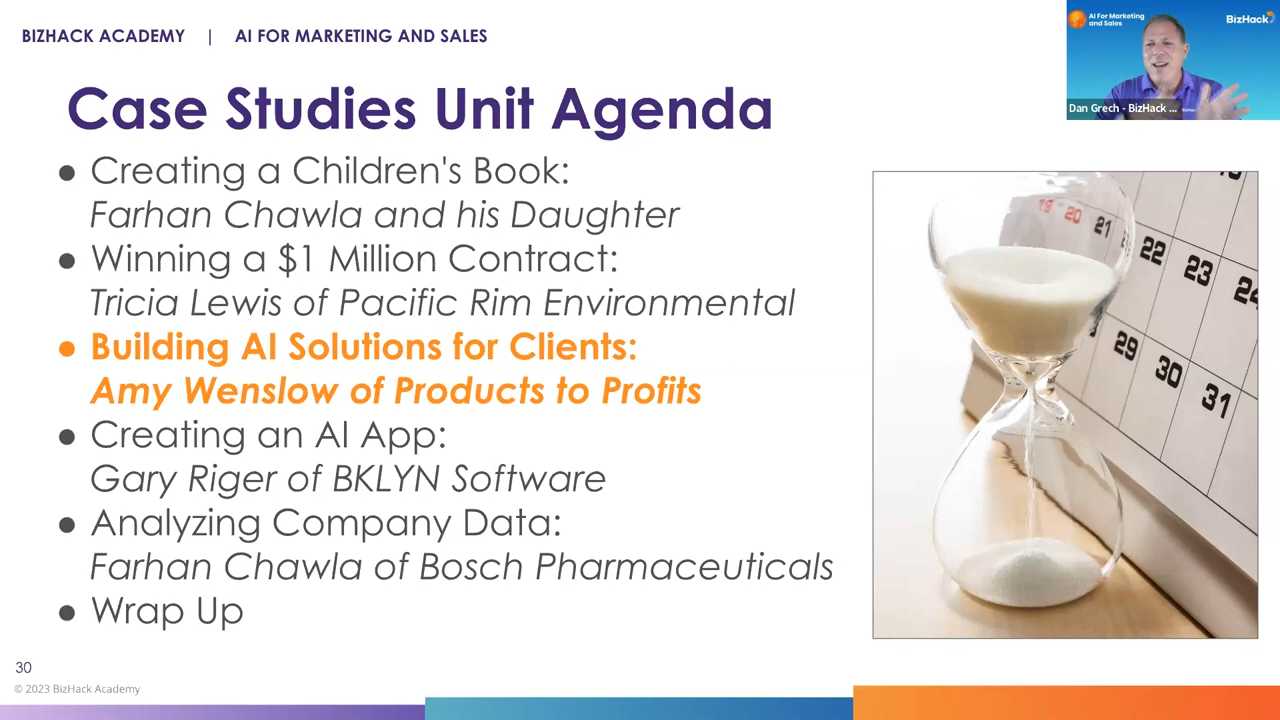 BIZHACK ACADEMY | AI FOR MARKETING AND SALES
AI For Marketing
and Sales
BizHack
Dan Grech - BizHack ...
Case Studies Unit Agenda
● Creating a Children's Book:
Farhan Chawla and his Daughter
● Winning a $1 Million Contract:
Tricia Lewis of Pacific Rim Environmental
● Building AI Solutions for Clients:
Amy Wenslow of Products to Profits
● Creating an AI App:
Gary Riger of BKLYN Software
● Analyzing Company Data:
Farhan Chawla of Bosch Pharmaceuticals
● Wrap Up
19 20 21
22 23 24
29 30 31
30
© 2023 BizHack Academy